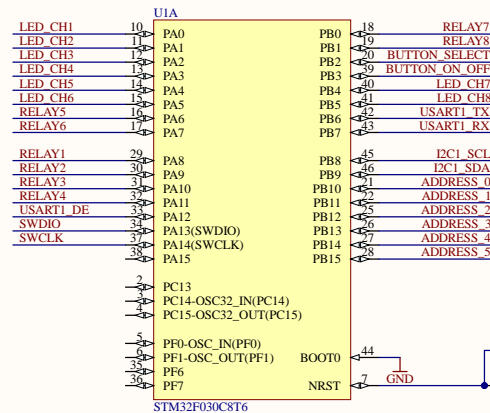 U1A
LED_CH1 10 PA0 PB0 18 RELAY7
LED_CH2 11 PA1 PB1 19 RELAY8
LED_CH3 12 PA2 PB2 20 BUTTON_SELECT
LED_CH4 13 PA3 PB3 39 BUTTON_ON_OFF
LED_CH5 14 PA4 PB4 40 LED_CH7
LED_CH6 15 PA5 PB5 41 LED_CH8
RELAY5 16 PA6 PB6 42 USART1_TX
RELAY6 17 PA7 PB7 43 USART1_RX
RELAY1 29 PA8 PB8 45 I2C1_SCL
RELAY2 30 PA9 PB9 46 I2C1_SDA
RELAY3 31 PA10 PB10 21 ADDRESS_0
RELAY4 32 PA11 PB11 22 ADDRESS_1
USART1_DE 33 PA12 PB12 25 ADDRESS_2
SWDIO 34 PA13(SWDIO) PB13 26 ADDRESS_3
SWCLK 37 PA14(SWCLK) PB14 27 ADDRESS_4
38 PA15 PB15 28 ADDRESS_5
2 PC13
3 PC14-OSC32_IN(PC14)
4 PC15-OSC32_OUT(PC15)
5 PF0-OSC_IN(PF0)
6 PF1-OSC_OUT(PF1) BOOT0 44
35 PF6
36 PF7 NRST 7 GND
STM32F030C8T6